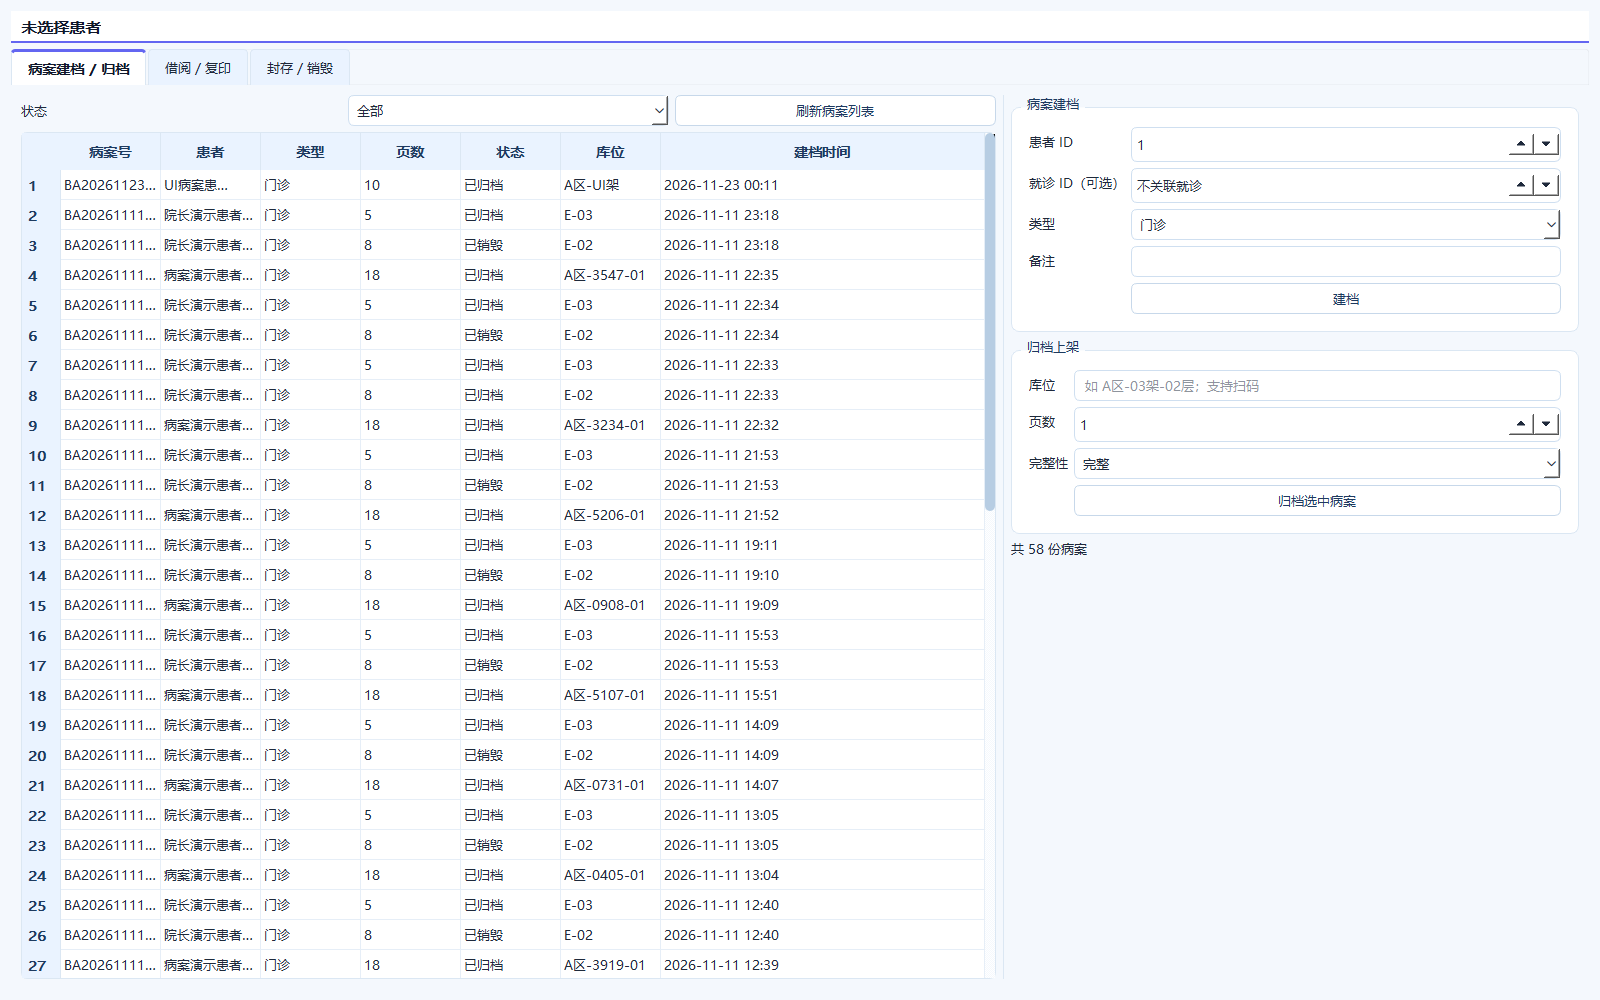 未选择患者
病案建档 / 归档 借阅 / 复印 封存 / 销毁
状态 全部 刷新病案列表
病案号 患者 类型 页数 状态 库位 建档时间
1 BA20261123... UI病案患... 门诊 10 已归档 A区-UI架 2026-11-23 00:11
2 BA20261111... 院长演示患者... 门诊 5 已归档 E-03 2026-11-11 23:18
3 BA20261111... 院长演示患者... 门诊 8 已销毁 E-02 2026-11-11 23:18
4 BA20261111... 病案演示患者... 门诊 18 已归档 A区-3547-01 2026-11-11 22:35
5 BA20261111... 院长演示患者... 门诊 5 已归档 E-03 2026-11-11 22:34
6 BA20261111... 院长演示患者... 门诊 8 已销毁 E-02 2026-11-11 22:34
7 BA20261111... 院长演示患者... 门诊 5 已归档 E-03 2026-11-11 22:33
8 BA20261111... 院长演示患者... 门诊 8 已归档 E-02 2026-11-11 22:33
9 BA20261111... 病案演示患者... 门诊 18 已归档 A区-3234-01 2026-11-11 22:32
10 BA20261111... 院长演示患者... 门诊 5 已归档 E-03 2026-11-11 21:53
11 BA20261111... 院长演示患者... 门诊 8 已销毁 E-02 2026-11-11 21:53
12 BA20261111... 病案演示患者... 门诊 18 已归档 A区-5206-01 2026-11-11 21:52
13 BA20261111... 院长演示患者... 门诊 5 已归档 E-03 2026-11-11 19:11
14 BA20261111... 院长演示患者... 门诊 8 已销毁 E-02 2026-11-11 19:10
15 BA20261111... 病案演示患者... 门诊 18 已归档 A区-0908-01 2026-11-11 19:09
16 BA20261111... 院长演示患者... 门诊 5 已归档 E-03 2026-11-11 15:53
17 BA20261111... 院长演示患者... 门诊 8 已销毁 E-02 2026-11-11 15:53
18 BA20261111... 病案演示患者... 门诊 18 已归档 A区-5107-01 2026-11-11 15:51
19 BA20261111... 院长演示患者... 门诊 5 已归档 E-03 2026-11-11 14:09
20 BA20261111... 院长演示患者... 门诊 8 已销毁 E-02 2026-11-11 14:09
21 BA20261111... 病案演示患者... 门诊 18 已归档 A区-0731-01 2026-11-11 14:07
22 BA20261111... 院长演示患者... 门诊 5 已归档 E-03 2026-11-11 13:05
23 BA20261111... 院长演示患者... 门诊 8 已销毁 E-02 2026-11-11 13:05
24 BA20261111... 病案演示患者... 门诊 18 已归档 A区-0405-01 2026-11-11 13:04
25 BA20261111... 院长演示患者... 门诊 5 已归档 E-03 2026-11-11 12:40
26 BA20261111... 院长演示患者... 门诊 8 已销毁 E-02 2026-11-11 12:40
27 BA20261111... 病案演示患者... 门诊 18 已归档 A区-3919-01 2026-11-11 12:39
病案建档
患者 ID 1
就诊 ID（可选） 不关联就诊
类型 门诊
备注
建档
归档上架
库位 如 A区-03架-02层；支持扫码
页数 1
完整性 完整
归档选中病案
共 58 份病案